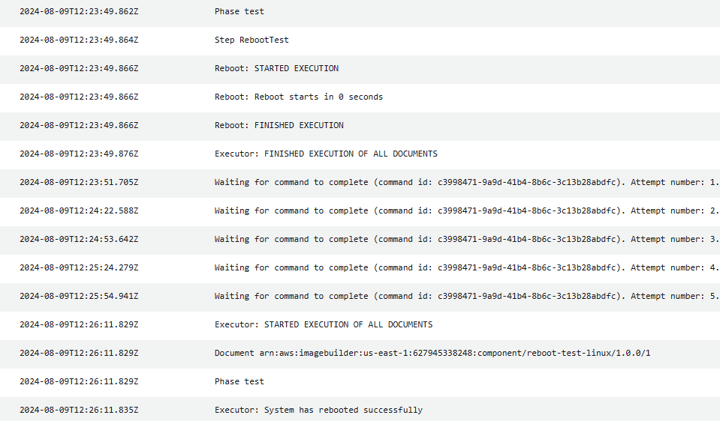 2024-08-09T12:23:49.862Z Phase test
2024-08-09T12:23:49.864Z Step RebootTest
2024-08-09T12:23:49.866Z Reboot: STARTED EXECUTION
2024-08-09T12:23:49.866Z Reboot: Reboot starts in 0 seconds
2024-08-09T12:23:49.866Z Reboot: FINISHED EXECUTION
2024-08-09T12:23:49.876Z Executor: FINISHED EXECUTION OF ALL DOCUMENTS
2024-08-09T12:23:51.705Z Waiting for command to complete (command id: c3998471-9a9d-41b4-8b6c-3c13b28abdfc). Attempt number: 1.
2024-08-09T12:24:22.588Z Waiting for command to complete (command id: c3998471-9a9d-41b4-8b6c-3c13b28abdfc). Attempt number: 2.
2024-08-09T12:24:53.642Z Waiting for command to complete (command id: c3998471-9a9d-41b4-8b6c-3c13b28abdfc). Attempt number: 3.
2024-08-09T12:25:24.279Z Waiting for command to complete (command id: c3998471-9a9d-41b4-8b6c-3c13b28abdfc). Attempt number: 4.
2024-08-09T12:25:54.941Z Waiting for command to complete (command id: c3998471-9a9d-41b4-8b6c-3c13b28abdfc). Attempt number: 5.
2024-08-09T12:26:11.829Z Executor: STARTED EXECUTION OF ALL DOCUMENTS
2024-08-09T12:26:11.829Z Document arn:aws:imagebuilder:us-east-1:627945338248:component/reboot-test-linux/1.0.0/1
2024-08-09T12:26:11.829Z Phase test
2024-08-09T12:26:11.835Z Executor: System has rebooted successfully